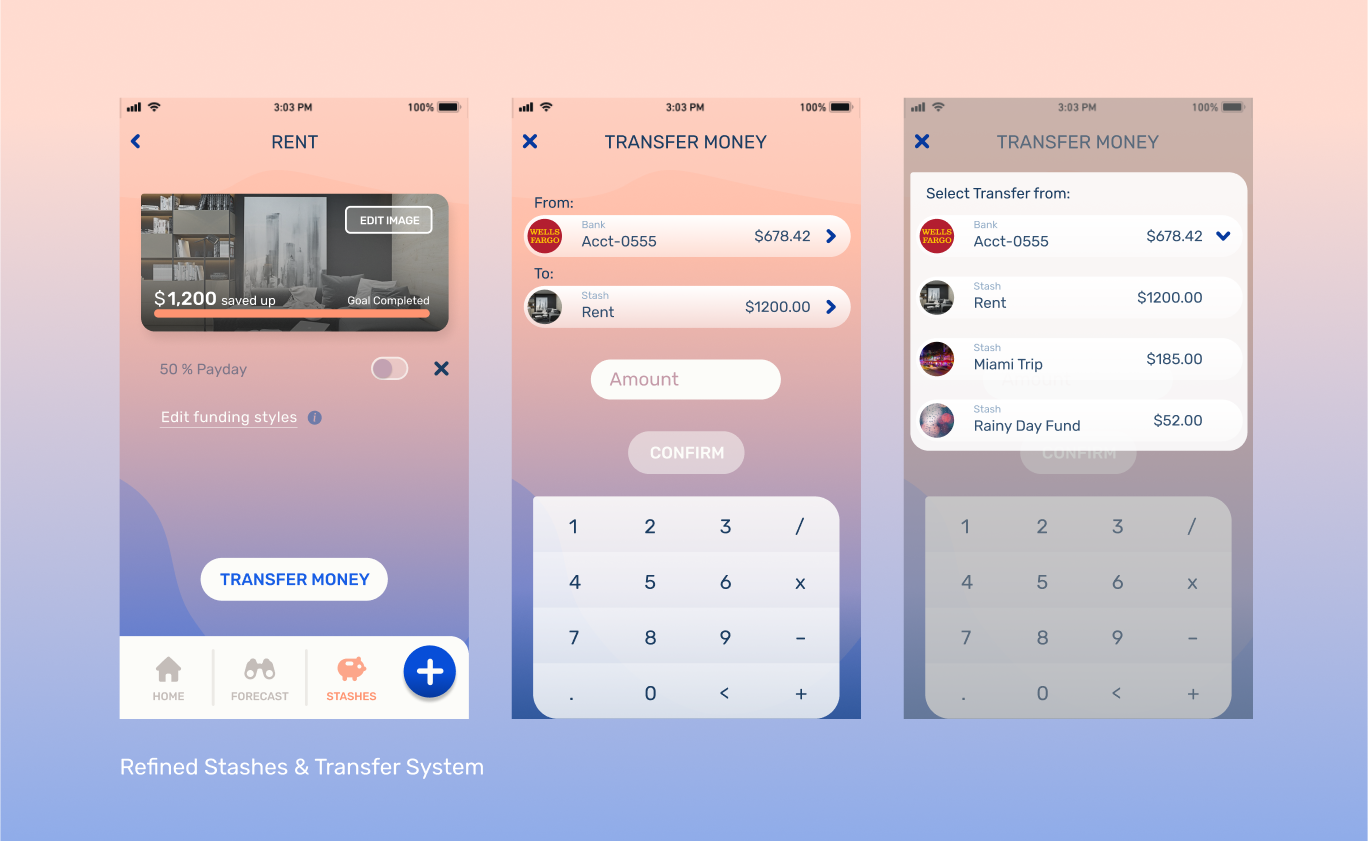 3:03 PM
100%
RENT
EDIT IMAGE
$1,200 saved up
Goal Completed
50 % Payday
Edit funding styles i
TRANSFER MONEY
HOME
FORECAST
STASHES
3:03 PM
100%
TRANSFER MONEY
From:
WELLS
FARGO
Bank
Acct-0555
$678.42
To:
Stash
Rent
$1200.00
Amount
CONFIRM
1 2 3 /
4 5 6 x
7 8 9 –
. 0 < +
3:03 PM
100%
TRANSFER MONEY
Select Transfer from:
WELLS
FARGO
Bank
Acct-0555
$678.42
Stash
Rent
$1200.00
Stash
Miami Trip
$185.00
Stash
Rainy Day Fund
$52.00
CONFIRM
1 2 3 /
4 5 6 x
7 8 9 –
. 0 < +
Refined Stashes & Transfer System